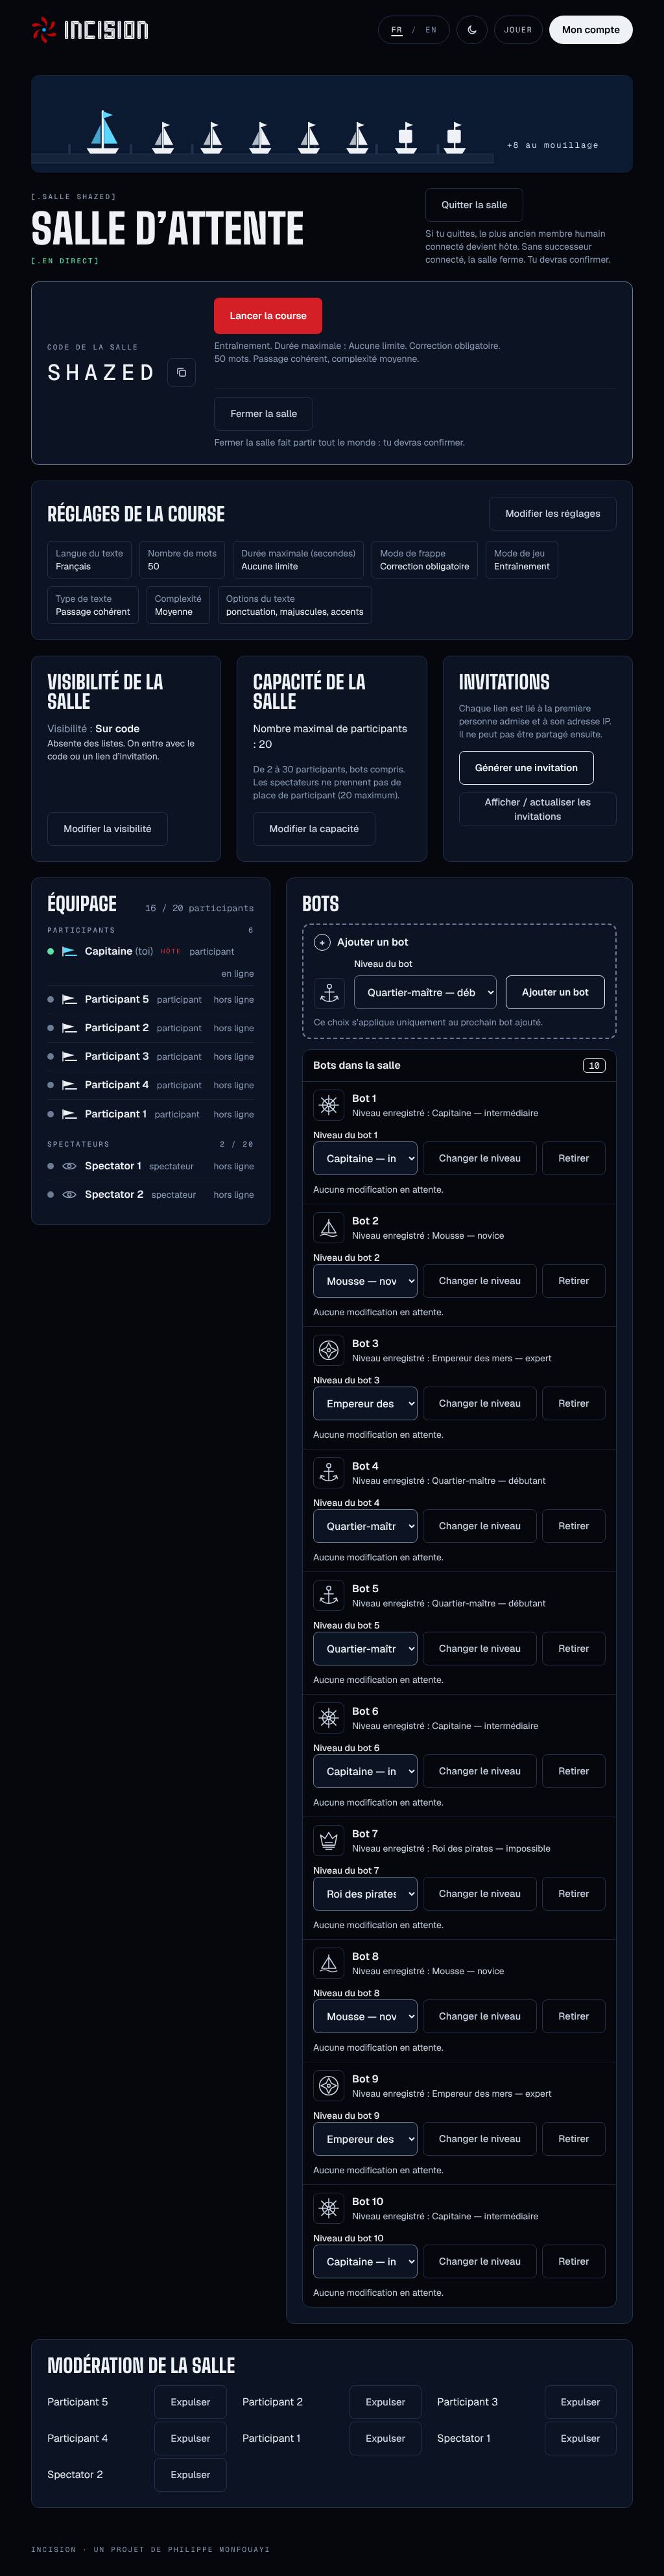 INCISION
FR / EN
JOUER
Mon compte
+8 au mouillage
[.SALLE SHAZED]
SALLE D'ATTENTE
[.EN DIRECT]
Quitter la salle
Si tu quittes, le plus ancien membre humain
connecté devient hôte. Sans successeur
connecté, la salle ferme. Tu devras confirmer.
CODE DE LA SALLE
SHAZED
Lancer la course
Entraînement. Durée maximale : Aucune limite. Correction obligatoire.
50 mots. Passage cohérent, complexité moyenne.
Fermer la salle
Fermer la salle fait partir tout le monde : tu devras confirmer.
RÉGLAGES DE LA COURSE
Modifier les réglages
Langue du texte
Français
Nombre de mots
50
Durée maximale (secondes)
Aucune limite
Mode de frappe
Correction obligatoire
Mode de jeu
Entraînement
Type de texte
Passage cohérent
Complexité
Moyenne
Options du texte
ponctuation, majuscules, accents
VISIBILITÉ DE LA
SALLE
Visibilité : Sur code
Absente des listes. On entre avec le
code ou un lien d'invitation.
Modifier la visibilité
CAPACITÉ DE LA
SALLE
Nombre maximal de participants
: 20
De 2 à 30 participants, bots compris.
Les spectateurs ne prennent pas de
place de participant (20 maximum).
Modifier la capacité
INVITATIONS
Chaque lien est lié à la première
personne admise et à son adresse IP.
Il ne peut pas être partagé ensuite.
Générer une invitation
Afficher / actualiser les
invitations
ÉQUIPAGE
16 / 20 participants
PARTICIPANTS 6
Capitaine (toi) HÔTE participant
en ligne
Participant 5 participant hors ligne
Participant 2 participant hors ligne
Participant 3 participant hors ligne
Participant 4 participant hors ligne
Participant 1 participant hors ligne
SPECTATEURS 2 / 20
Spectator 1 spectateur hors ligne
Spectator 2 spectateur hors ligne
BOTS
+ Ajouter un bot
Niveau du bot
Quartier-maître — déb
Ajouter un bot
Ce choix s'applique uniquement au prochain bot ajouté.
Bots dans la salle 10
Bot 1
Niveau enregistré : Capitaine — intermédiaire
Niveau du bot 1
Capitaine — in Changer le niveau Retirer
Aucune modification en attente.
Bot 2
Niveau enregistré : Mousse — novice
Niveau du bot 2
Mousse — nov Changer le niveau Retirer
Aucune modification en attente.
Bot 3
Niveau enregistré : Empereur des mers — expert
Niveau du bot 3
Empereur des Changer le niveau Retirer
Aucune modification en attente.
Bot 4
Niveau enregistré : Quartier-maître — débutant
Niveau du bot 4
Quartier-maîtr Changer le niveau Retirer
Aucune modification en attente.
Bot 5
Niveau enregistré : Quartier-maître — débutant
Niveau du bot 5
Quartier-maîtr Changer le niveau Retirer
Aucune modification en attente.
Bot 6
Niveau enregistré : Capitaine — intermédiaire
Niveau du bot 6
Capitaine — in Changer le niveau Retirer
Aucune modification en attente.
Bot 7
Niveau enregistré : Roi des pirates — impossible
Niveau du bot 7
Roi des pirates Changer le niveau Retirer
Aucune modification en attente.
Bot 8
Niveau enregistré : Mousse — novice
Niveau du bot 8
Mousse — nov Changer le niveau Retirer
Aucune modification en attente.
Bot 9
Niveau enregistré : Empereur des mers — expert
Niveau du bot 9
Empereur des Changer le niveau Retirer
Aucune modification en attente.
Bot 10
Niveau enregistré : Capitaine — intermédiaire
Niveau du bot 10
Capitaine — in Changer le niveau Retirer
Aucune modification en attente.
MODÉRATION DE LA SALLE
Participant 5 Expulser Participant 2 Expulser Participant 3 Expulser
Participant 4 Expulser Participant 1 Expulser Spectator 1 Expulser
Spectator 2 Expulser
INCISION · UN PROJET DE PHILIPPE MONFOUAYI